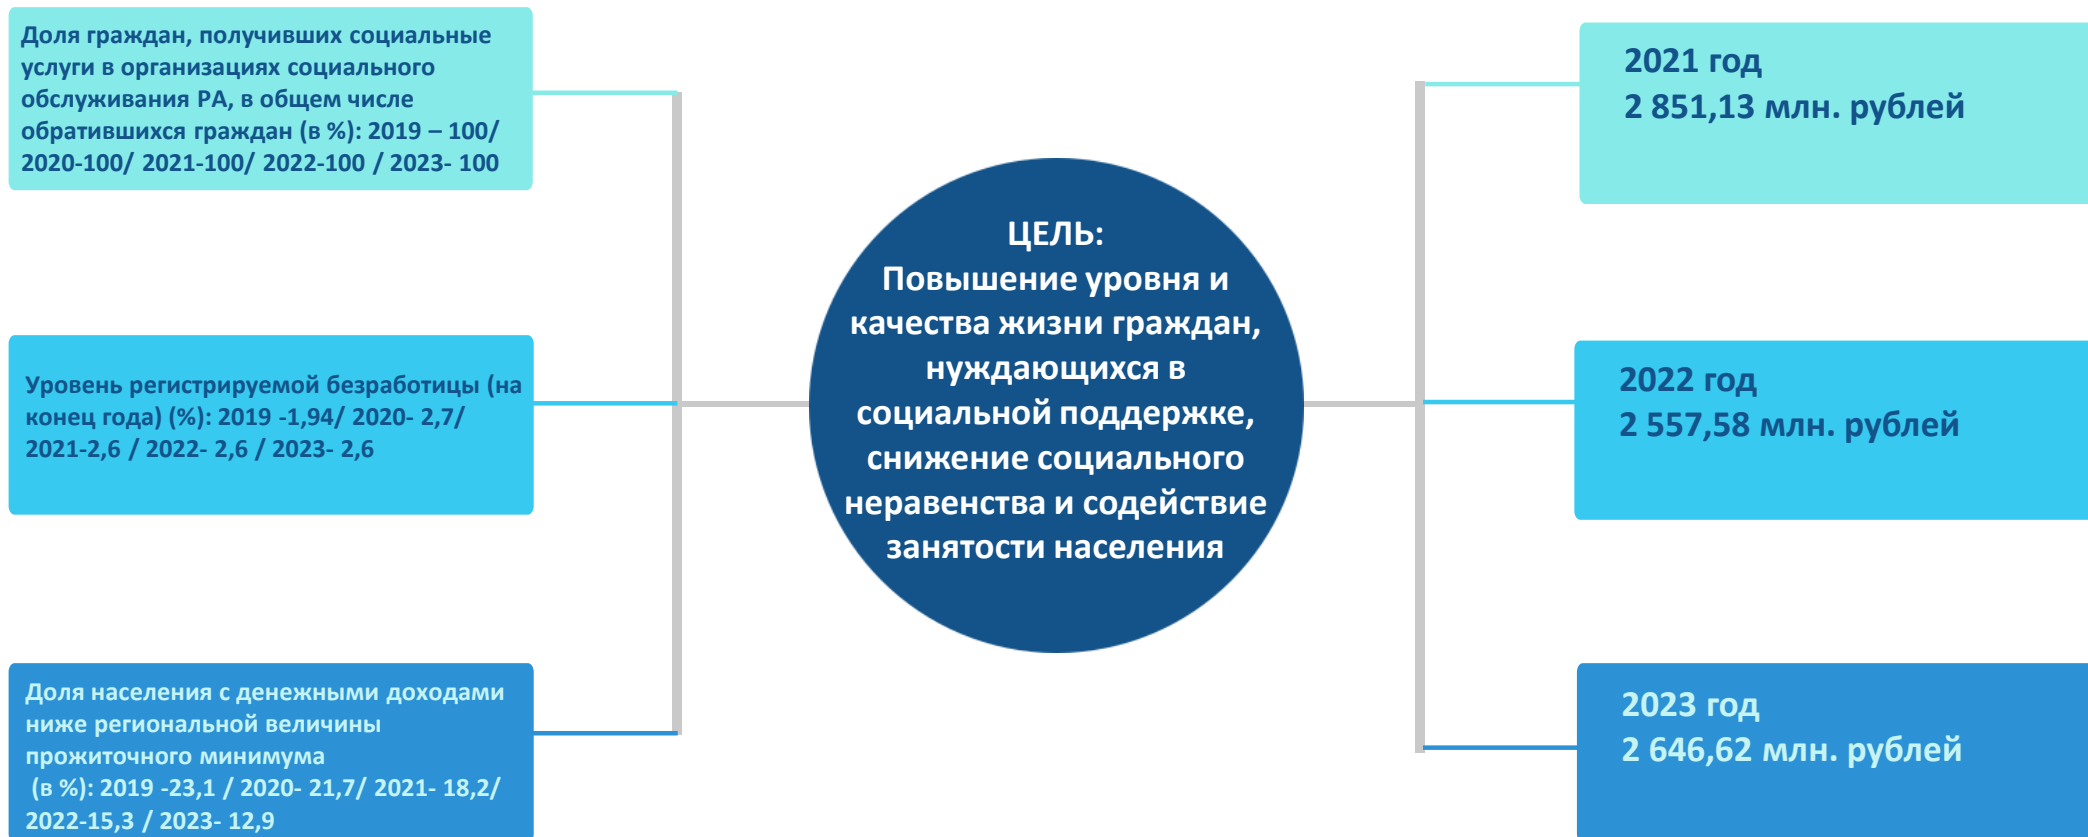 Доля граждан, получивших социальные
услуги в организациях социального
обслуживания РА, в общем числе
обратившихся граждан (в %): 2019 – 100/
2020-100/ 2021-100/ 2022-100 / 2023- 100
Уровень регистрируемой безработицы (на
конец года) (%): 2019 -1,94/ 2020- 2,7/
2021-2,6 / 2022- 2,6 / 2023- 2,6
Доля населения с денежными доходами
ниже региональной величины
прожиточного минимума
(в %): 2019 -23,1 / 2020- 21,7/ 2021- 18,2/
2022-15,3 / 2023- 12,9
ЦЕЛЬ:
Повышение уровня и
качества жизни граждан,
нуждающихся в
социальной поддержке,
снижение социального
неравенства и содействие
занятости населения
2021 год
2 851,13 млн. рублей
2022 год
2 557,58 млн. рублей
2023 год
2 646,62 млн. рублей